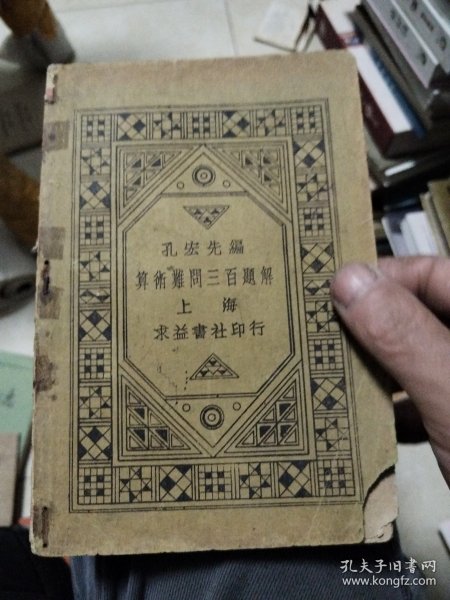 孔宏先編
算術難問三百題解
上海
求益書社印行
孔夫子旧书网
www.kongfz.com